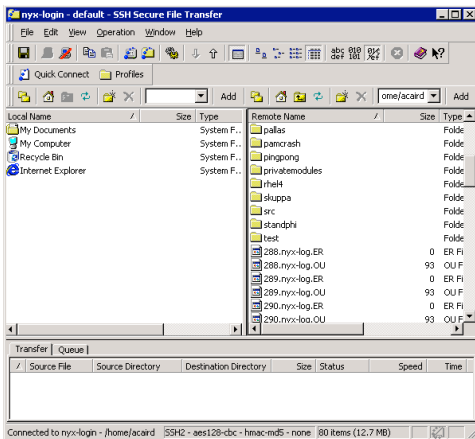 nyx-login - default - SSH Secure File Transfer
File Edit View Operation Window Help
Quick Connect Profiles
Add ome/acaird Add
Local Name / Size Type
My Documents System F..
My Computer System F..
Recycle Bin System F..
Internet Explorer System F..
Remote Name / Size Type
pallas Folde
pamcrash Folde
pingpong Folde
privatemodules Folde
rhel4 Folde
skuppa Folde
src Folde
standphi Folde
test Folde
288.nyx-log.ER 0 ER Fi
288.nyx-log.OU 93 OU F
289.nyx-log.ER 0 ER Fi
289.nyx-log.OU 93 OU F
290.nyx-log.ER 0 ER Fi
290.nyx-log.OU 93 OU F
Transfer Queue
/ Source File Source Directory Destination Directory Size Status Speed Time
Connected to nyx-login - /home/acaird SSH2 - aes128-cbc - hmac-md5 - none 80 items (12.7 MB)